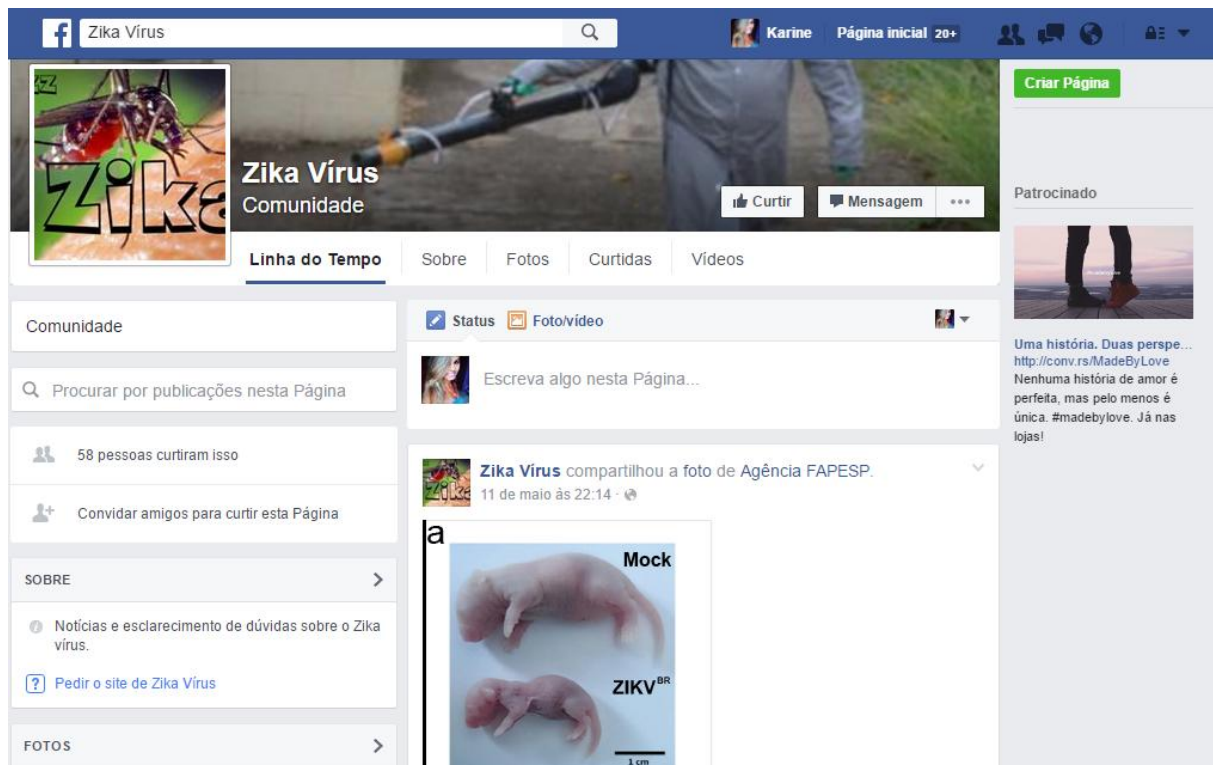 Zika Vírus
Karine
Página inicial 20+
Zika
Zika Vírus
Comunidade
Curtir
Mensagem
Linha do Tempo
Sobre
Fotos
Curtidas
Vídeos
Criar Página
Patrocinado
Uma história. Duas perspe...
http://conv.rs/MadeByLove
Nenhuma história de amor é
perfeita, mas pelo menos é
única. #madebylove. Já nas
lojas!
Comunidade
Procurar por publicações nesta Página
58 pessoas curtiram isso
Convidar amigos para curtir esta Página
SOBRE
Notícias e esclarecimento de dúvidas sobre o Zika
vírus.
Pedir o site de Zika Vírus
FOTOS
Status
Foto/vídeo
Escreva algo nesta Página...
Zika Vírus compartilhou a foto de Agência FAPESP.
11 de maio às 22:14 ·
a
Mock
ZIKVBR
1 cm